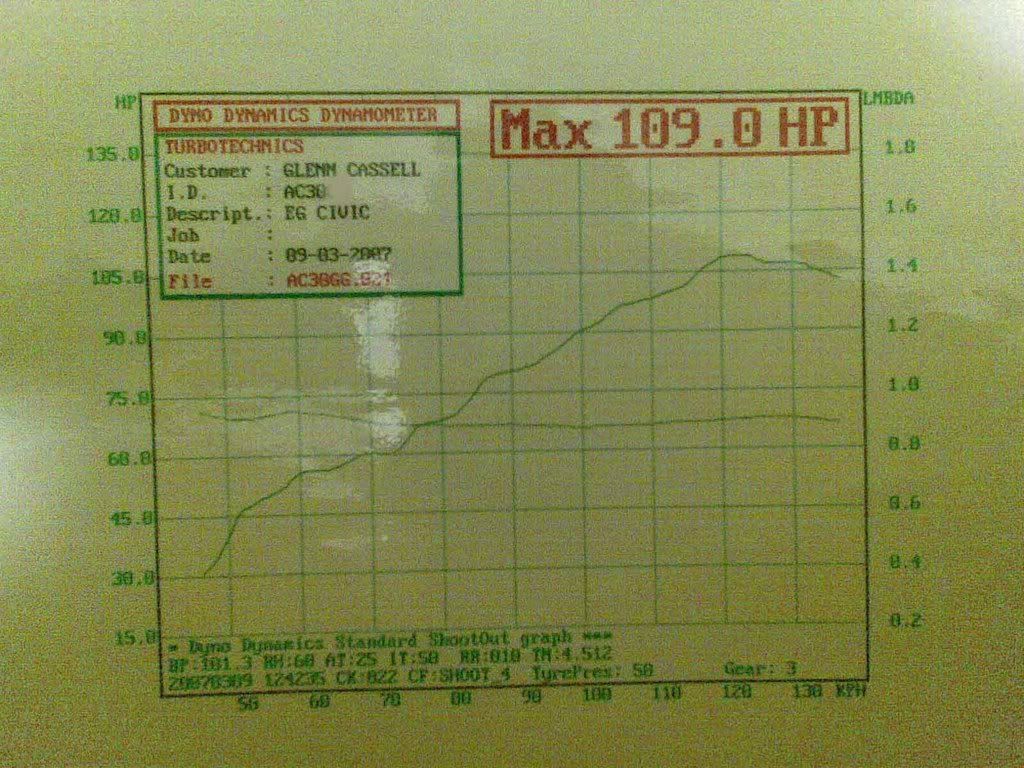 HP
DYNO DYNAMICS DYNAMOMETER
Max 109.0 HP
LMBDA
TURBOTECHNICS
Customer : GLENN CASSELL
I.D. : AC30
Descript.: EG CIVIC
Job :
Date : 09-03-2007
File : AC30GG.021
135.0
120.0
105.0
90.0
75.0
60.0
45.0
30.0
15.0
1.8
1.6
1.4
1.2
1.0
0.8
0.6
0.4
0.2
* Dyno Dynamics Standard ShootOut graph ***
BP:101.3 RH:60 AT:25 IT:50 RR:010 TM:4.512
20070309 124235 CK:022 CF:SHOOT_4 TyrePres: 50 Gear: 3
50 60 70 80 90 100 110 120 130 KPH